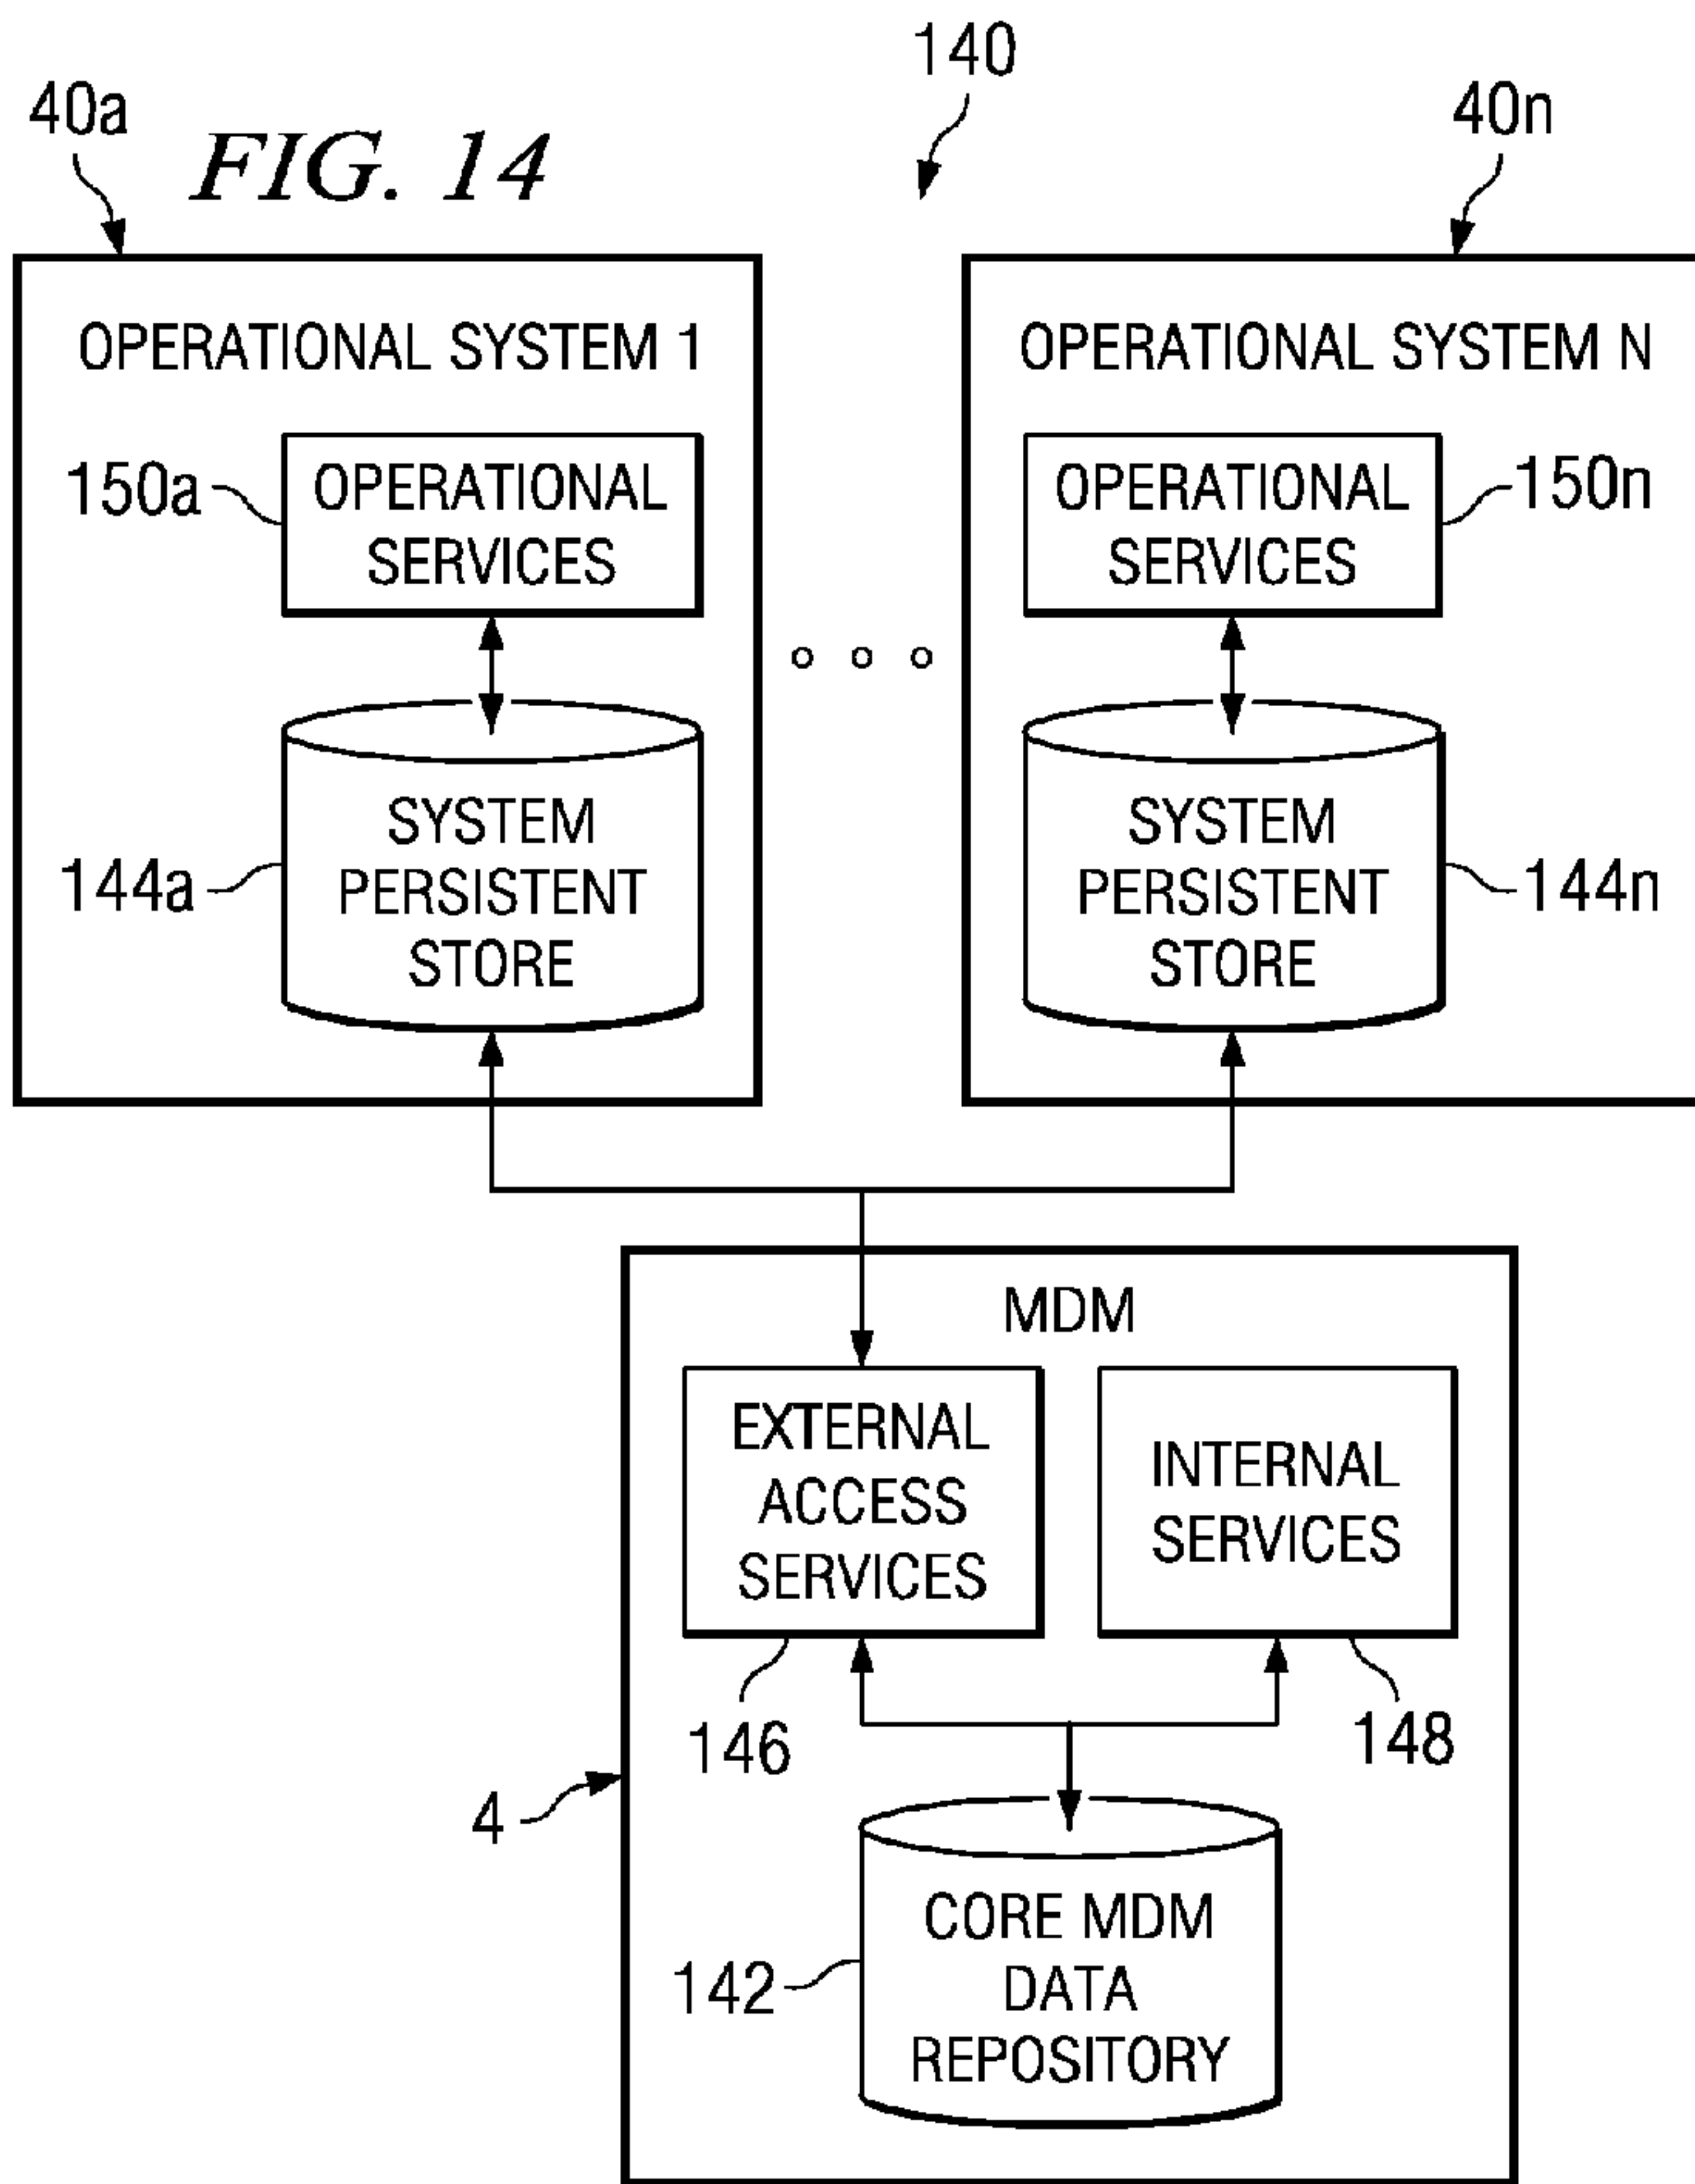 140
40a
40n
FIG. 14
OPERATIONAL SYSTEM 1
OPERATIONAL SYSTEM N
150a
OPERATIONAL
SERVICES
OPERATIONAL
SERVICES
150n
144a
SYSTEM
PERSISTENT
STORE
SYSTEM
PERSISTENT
STORE
144n
MDM
EXTERNAL
ACCESS
SERVICES
INTERNAL
SERVICES
146
148
4
142
CORE MDM
DATA
REPOSITORY